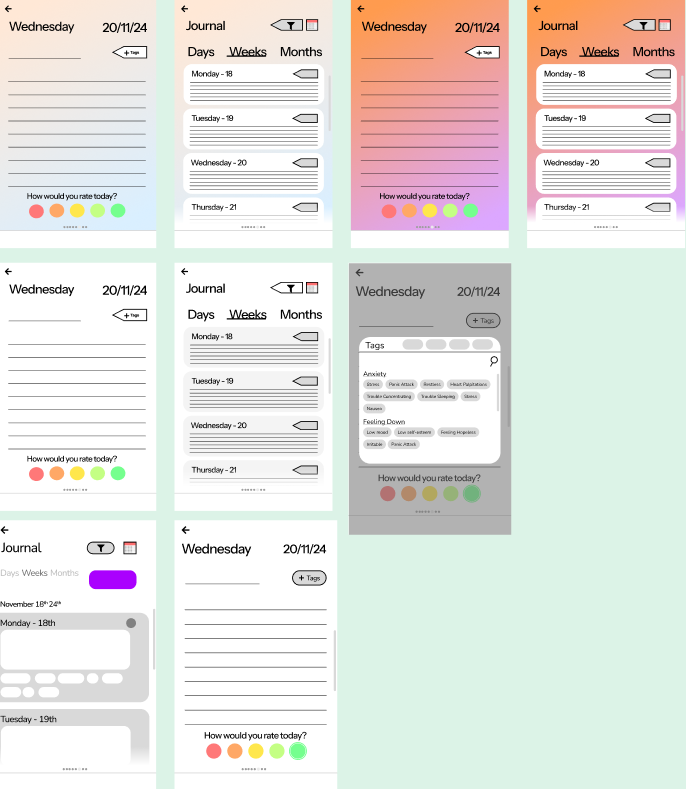 Wednesday 20/11/24
+ Tags
How would you rate today?
Journal
Days Weeks Months
Monday - 18
Tuesday - 19
Wednesday - 20
Thursday - 21
Wednesday 20/11/24
+ Tags
How would you rate today?
Journal
Days Weeks Months
Monday - 18
Tuesday - 19
Wednesday - 20
Thursday - 21
Wednesday 20/11/24
+ Tags
How would you rate today?
Journal
Days Weeks Months
Monday - 18
Tuesday - 19
Wednesday - 20
Thursday - 21
Wednesday 20/11/24
+ Tags
Tags
Anxiety
Stress Panic Attack Restless Heart Palpitations
Trouble Concentrating Trouble Sleeping Stress
Nausea
Feeling Down
Low mood Low self-esteem Feeling Hopeless
Irritable Panic Attack
How would you rate today?
Journal
Days Weeks Months
November 18th 24th
Monday - 18th
Tuesday - 19th
Wednesday 20/11/24
+ Tags
How would you rate today?